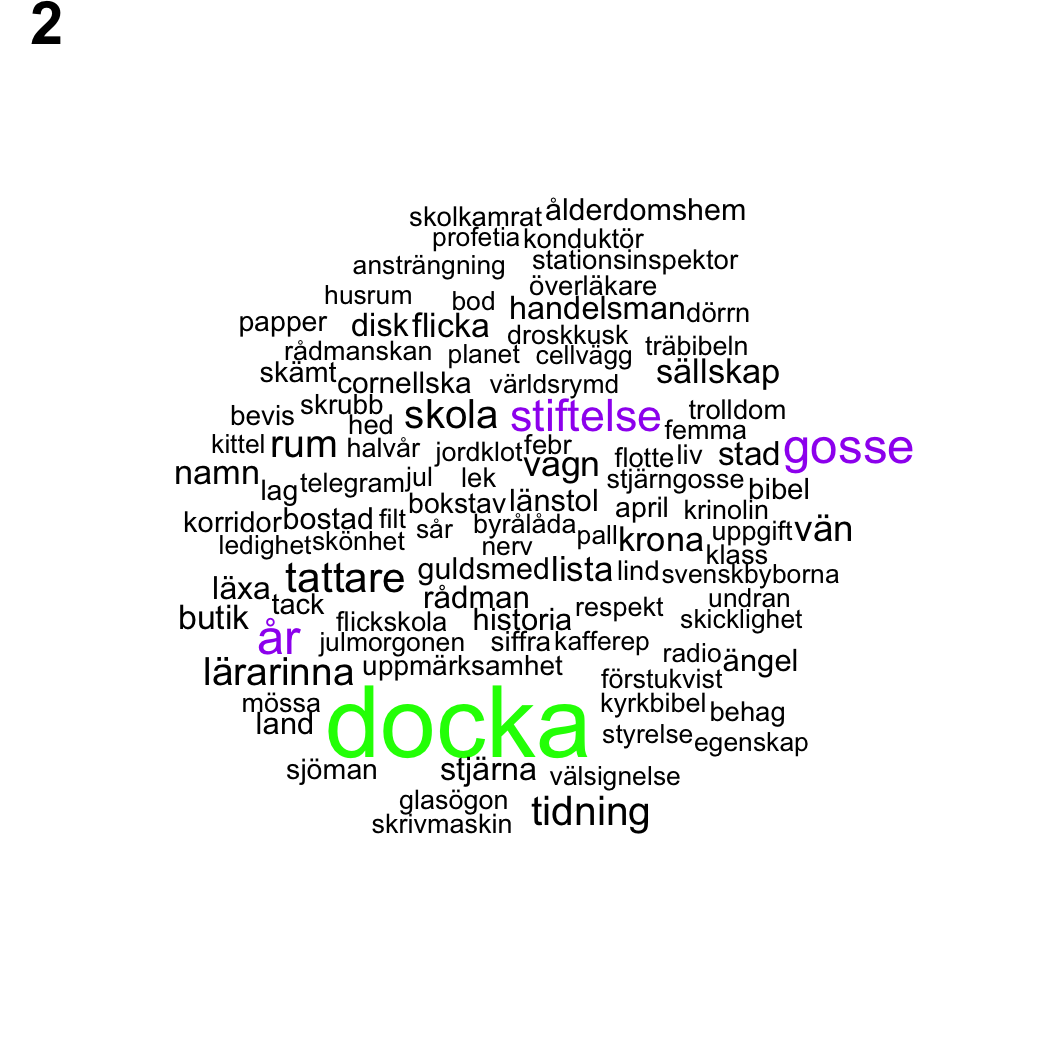 2
skolkamrat ålderdomshem
profetia konduktör
ansträngning stationsinspektor
överläkare
husrum bod handelsman dörrn
papper disk flicka droskkusk
rådmanskan planet cellvägg träbibeln
skämt cornellska världsrymd sällskap
bevis skrubb skola stiftelse trolldom
hed femma
kittel rum halvår jordklot febr flotte liv stad gosse
namn vagn
lag telegram jul lek stjärngosse bibel
bokstav länstol april krinolin
korridor bostad filt sår byrålåda pall krona uppgift vän
ledighet skönhet nerv klass
läxa tattare guldsmed lista lind svenskbyborna
tack rådman respekt undran
butik flickskola historia skicklighet
år julmorgonen siffra kafferep
lärarinna uppmärksamhet radio ängel
förstukvist
mössa docka kyrkbibel behag
land styrelse egenskap
sjöman stjärna välsignelse
glasögon tidning
skrivmaskin